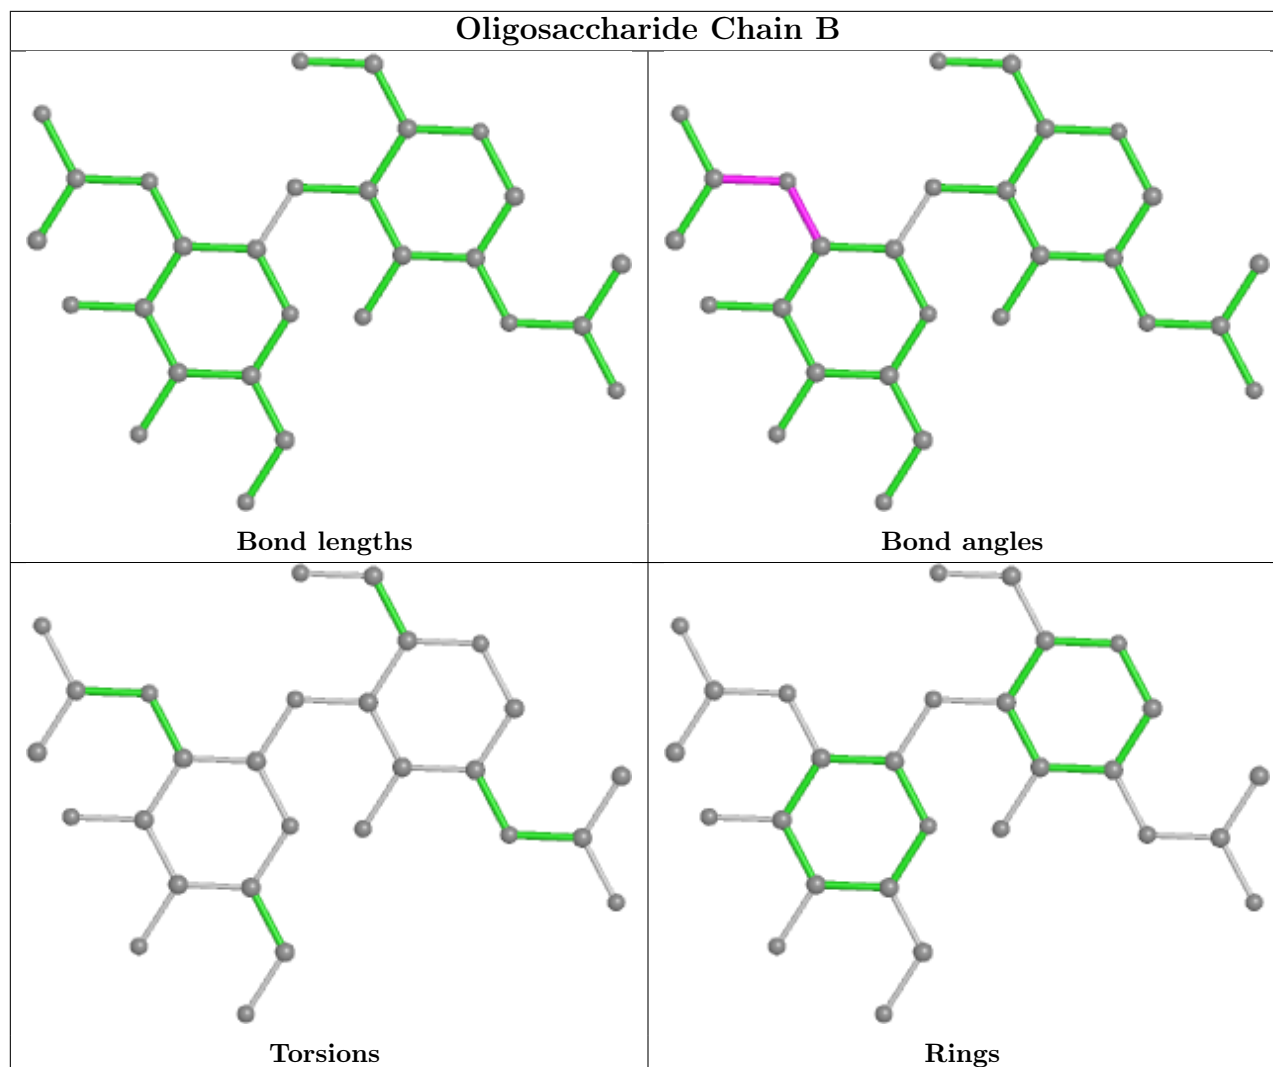 Oligosaccharide Chain B
Bond lengths
Bond angles
Torsions
Rings